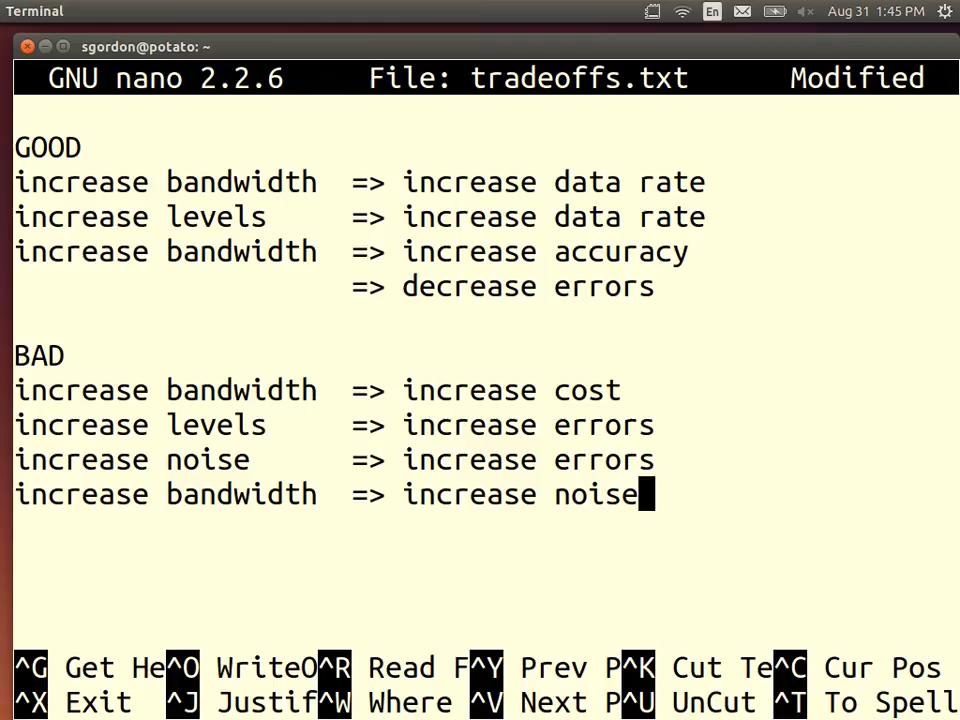 Terminal
En
Aug 31 1:45 PM
sgordon@potato: ~
GNU nano 2.2.6 File: tradeoffs.txt Modified
GOOD
increase bandwidth => increase data rate
increase levels => increase data rate
increase bandwidth => increase accuracy
=> decrease errors
BAD
increase bandwidth => increase cost
increase levels => increase errors
increase noise => increase errors
increase bandwidth => increase noise
^G Get He^O WriteO^R Read F^Y Prev P^K Cut Te^C Cur Pos
^X Exit ^J Justif^W Where ^V Next P^U UnCut ^T To Spell